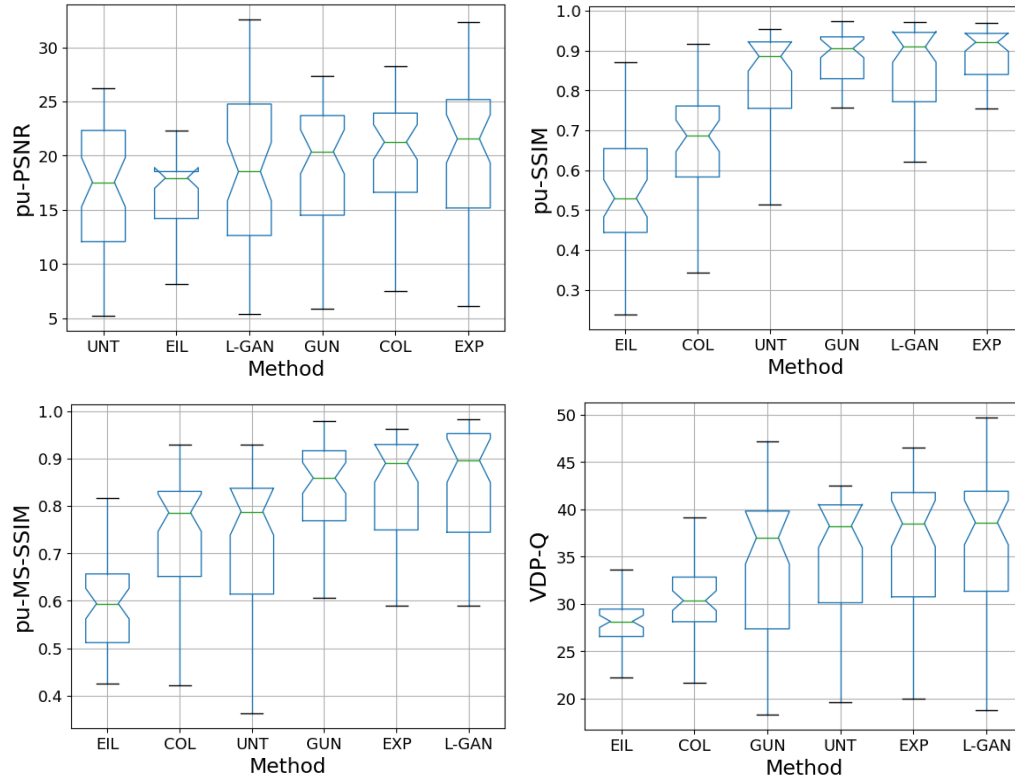 pu-PSNR
30
25
20
15
10
5
UNT EIL L-GAN GUN COL EXP
Method
pu-SSIM
1.0
0.9
0.8
0.7
0.6
0.5
0.4
0.3
EIL COL UNT GUN L-GAN EXP
Method
pu-MS-SSIM
1.0
0.9
0.8
0.7
0.6
0.5
0.4
EIL COL UNT GUN EXP L-GAN
Method
VDP-Q
50
45
40
35
30
25
20
EIL COL GUN UNT EXP L-GAN
Method